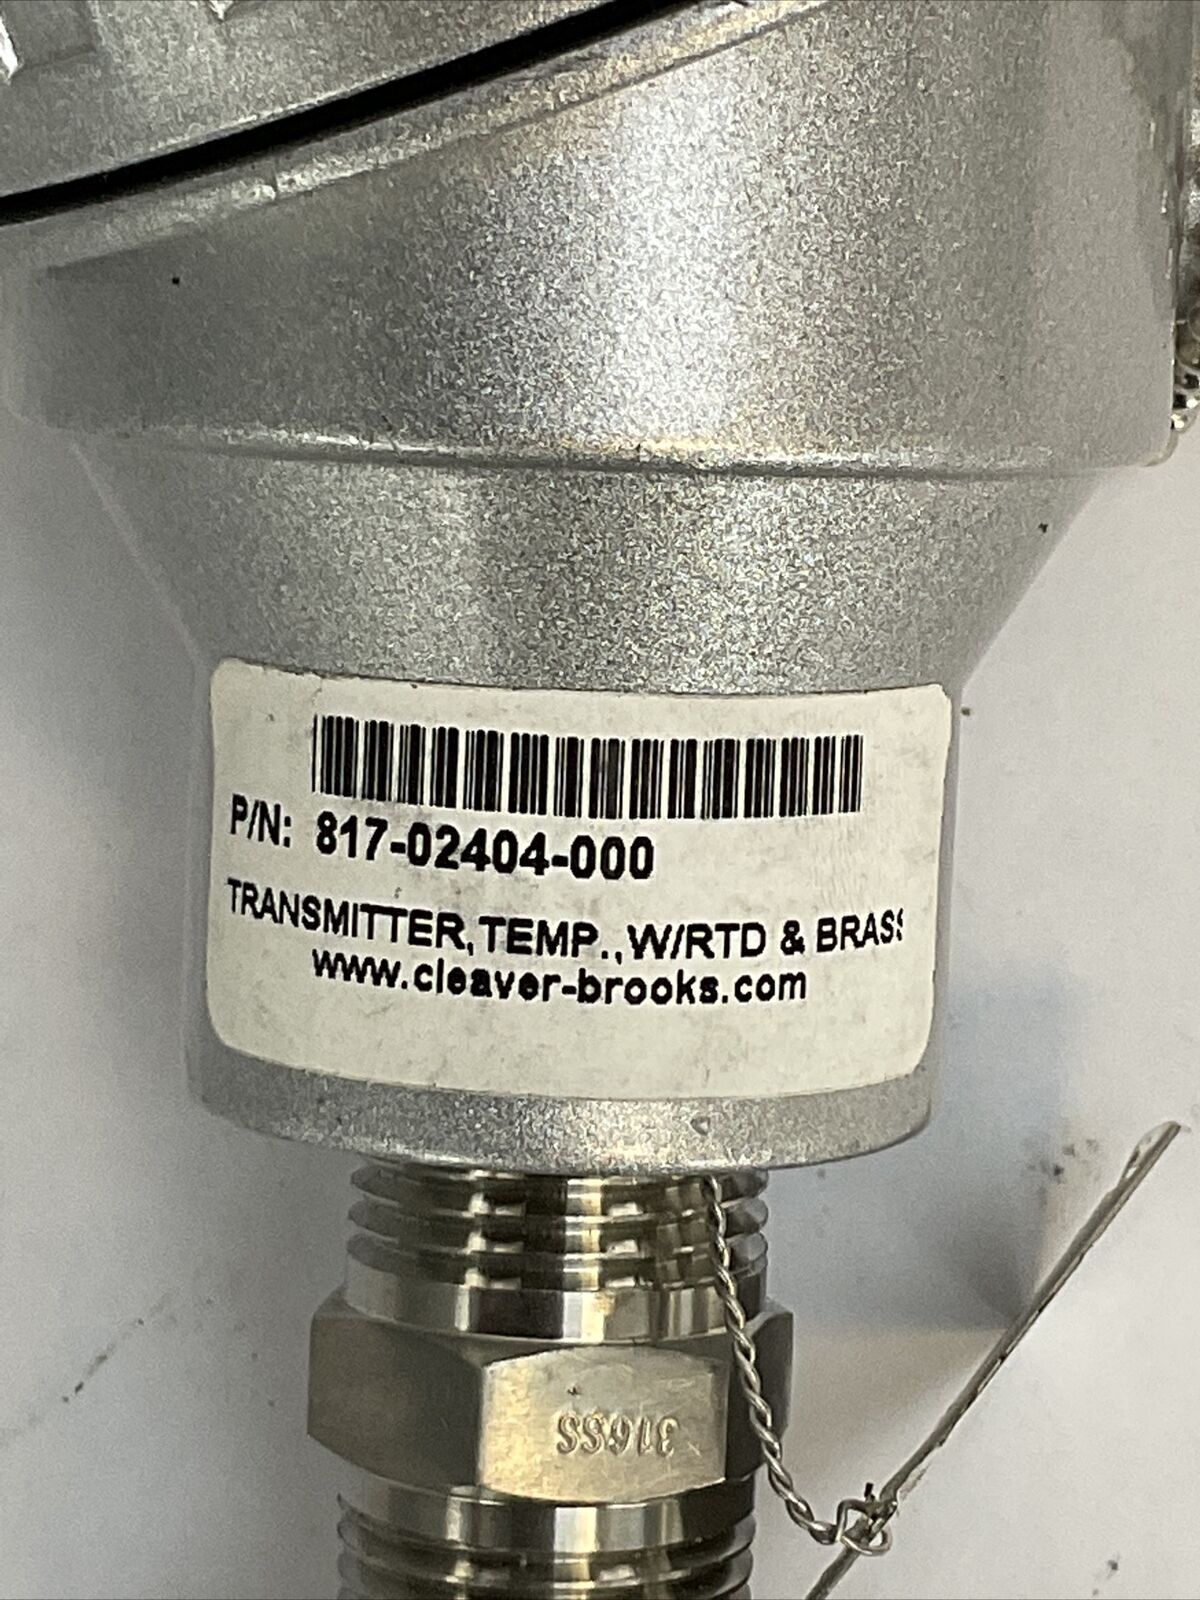 P/N: 817-02404-000
TRANSMITTER, TEMP., W/RTD & BRASS
www.cleaver-brooks.com
316SS